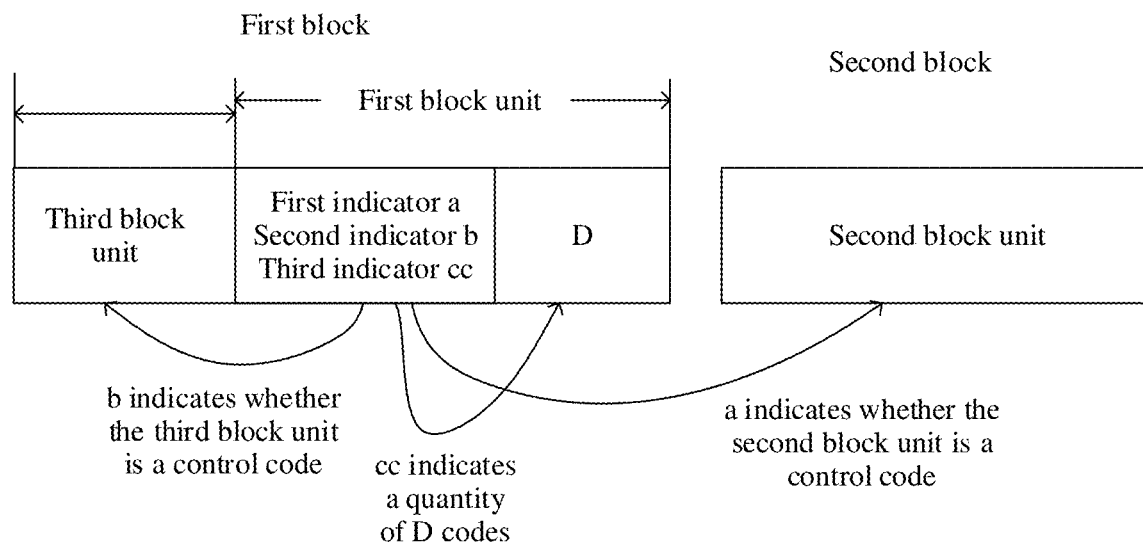 First block
Second block
First block unit
Third block
unit
First indicator a
Second indicator b
Third indicator cc
D
Second block unit
b indicates whether
the third block unit
is a control code
cc indicates
a quantity
of D codes
a indicates whether the
second block unit is a
control code